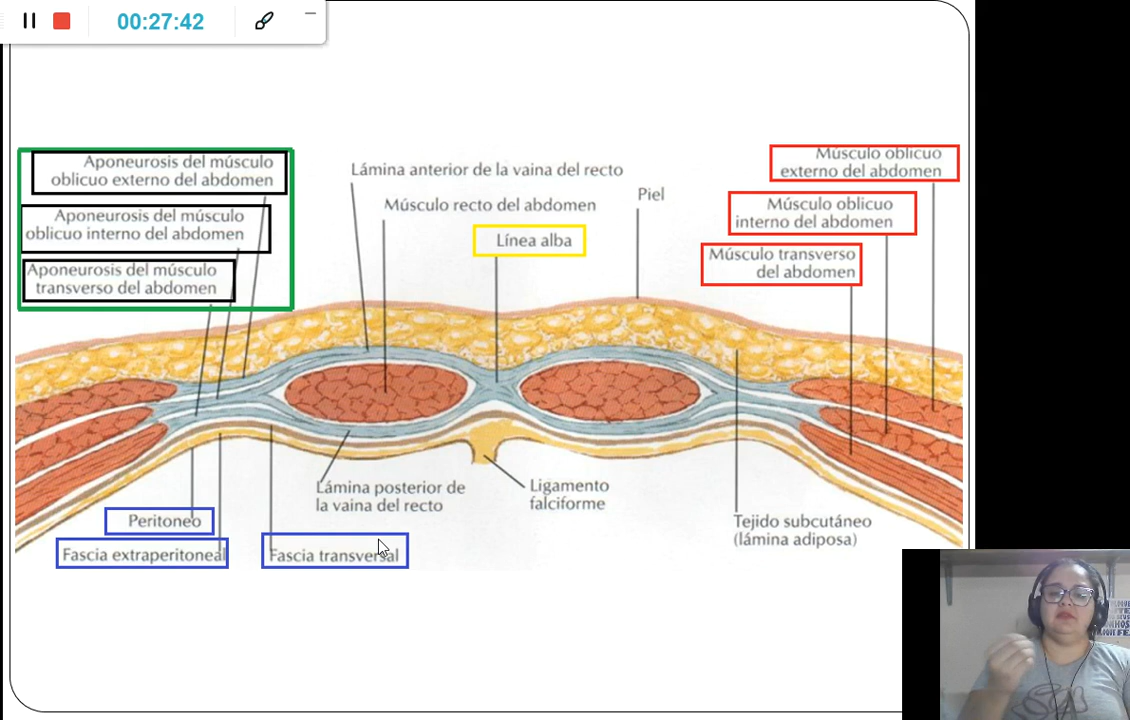 00:27:42
Aponeurosis del músculo
oblicuo externo del abdomen
Aponeurosis del músculo
oblicuo interno del abdomen
Aponeurosis del músculo
transverso del abdomen
Lámina anterior de la vaina del recto
Músculo recto del abdomen
Línea alba
Piel
Músculo oblicuo
externo del abdomen
Músculo oblicuo
interno del abdomen
Músculo transverso
del abdomen
Peritoneo
Fascia extraperitoneal
Fascia transversal
Lámina posterior de
la vaina del recto
Ligamento
falciforme
Tejido subcutáneo
(lámina adiposa)